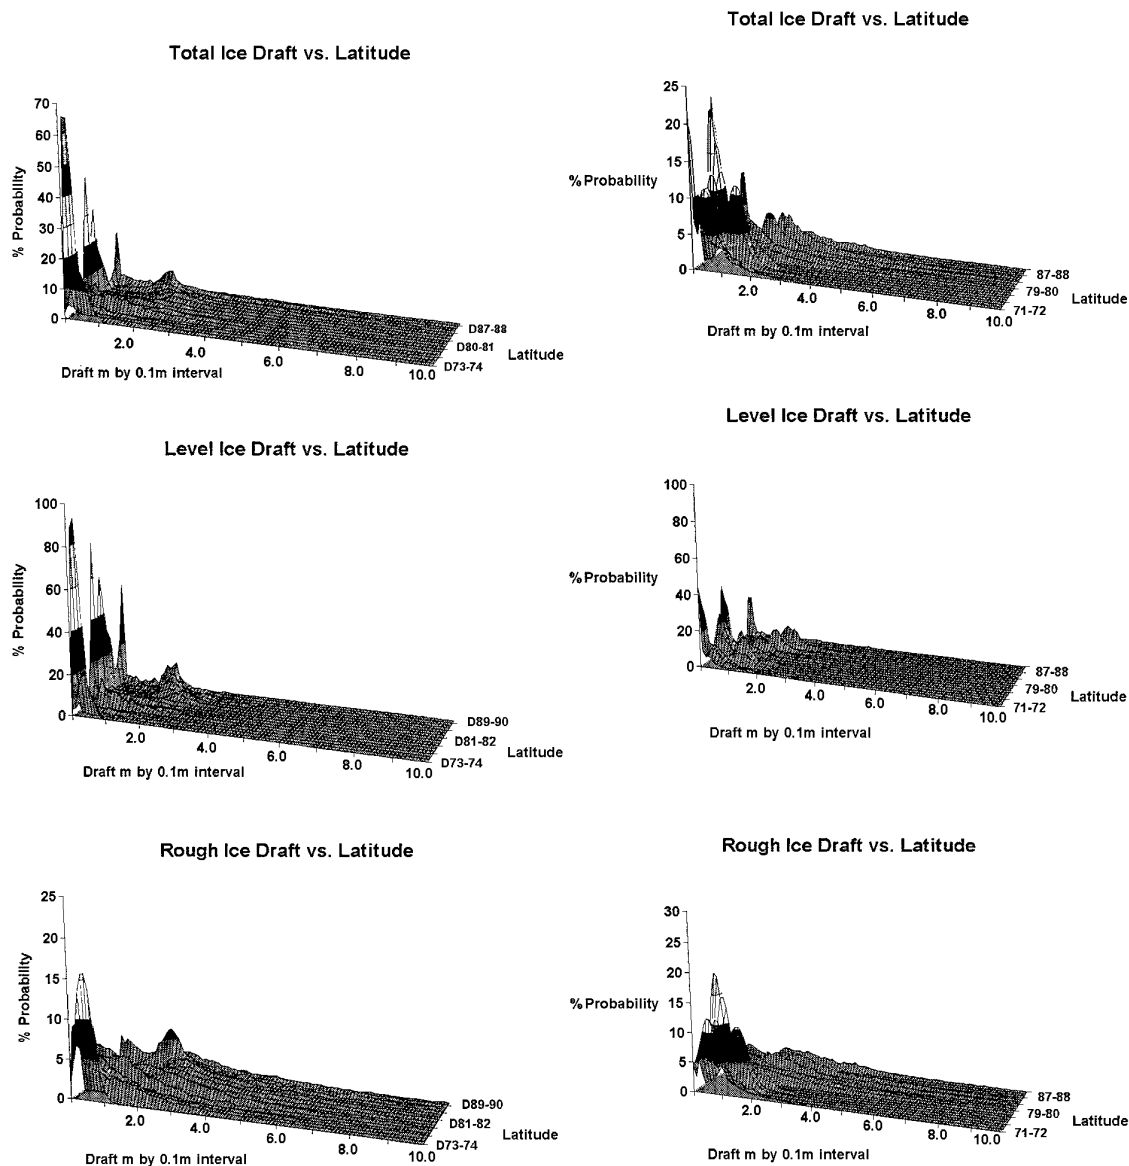 Total Ice Draft vs. Latitude
70
60
50
40
30
20
10
0
% Probability
2.0
4.0
6.0
8.0
10.0
D87-88
D80-81
D73-74
Latitude
Draft m by 0.1m interval
Total Ice Draft vs. Latitude
25
20
15
10
5
0
% Probability
2.0
4.0
6.0
8.0
10.0
87-88
79-80
71-72
Latitude
Draft m by 0.1m interval
Level Ice Draft vs. Latitude
100
80
60
40
20
0
% Probability
2.0
4.0
6.0
8.0
10.0
D89-90
D81-82
D73-74
Latitude
Draft m by 0.1m interval
Level Ice Draft vs. Latitude
100
80
60
40
20
0
% Probability
2.0
4.0
6.0
8.0
10.0
87-88
79-80
71-72
Latitude
Draft m by 0.1m interval
Rough Ice Draft vs. Latitude
25
20
15
10
5
0
% Probability
2.0
4.0
6.0
8.0
10.0
D89-90
D81-82
D73-74
Latitude
Draft m by 0.1m interval
Rough Ice Draft vs. Latitude
30
25
20
15
10
5
0
% Probability
2.0
4.0
6.0
8.0
10.0
87-88
79-80
71-72
Latitude
Draft m by 0.1m interval